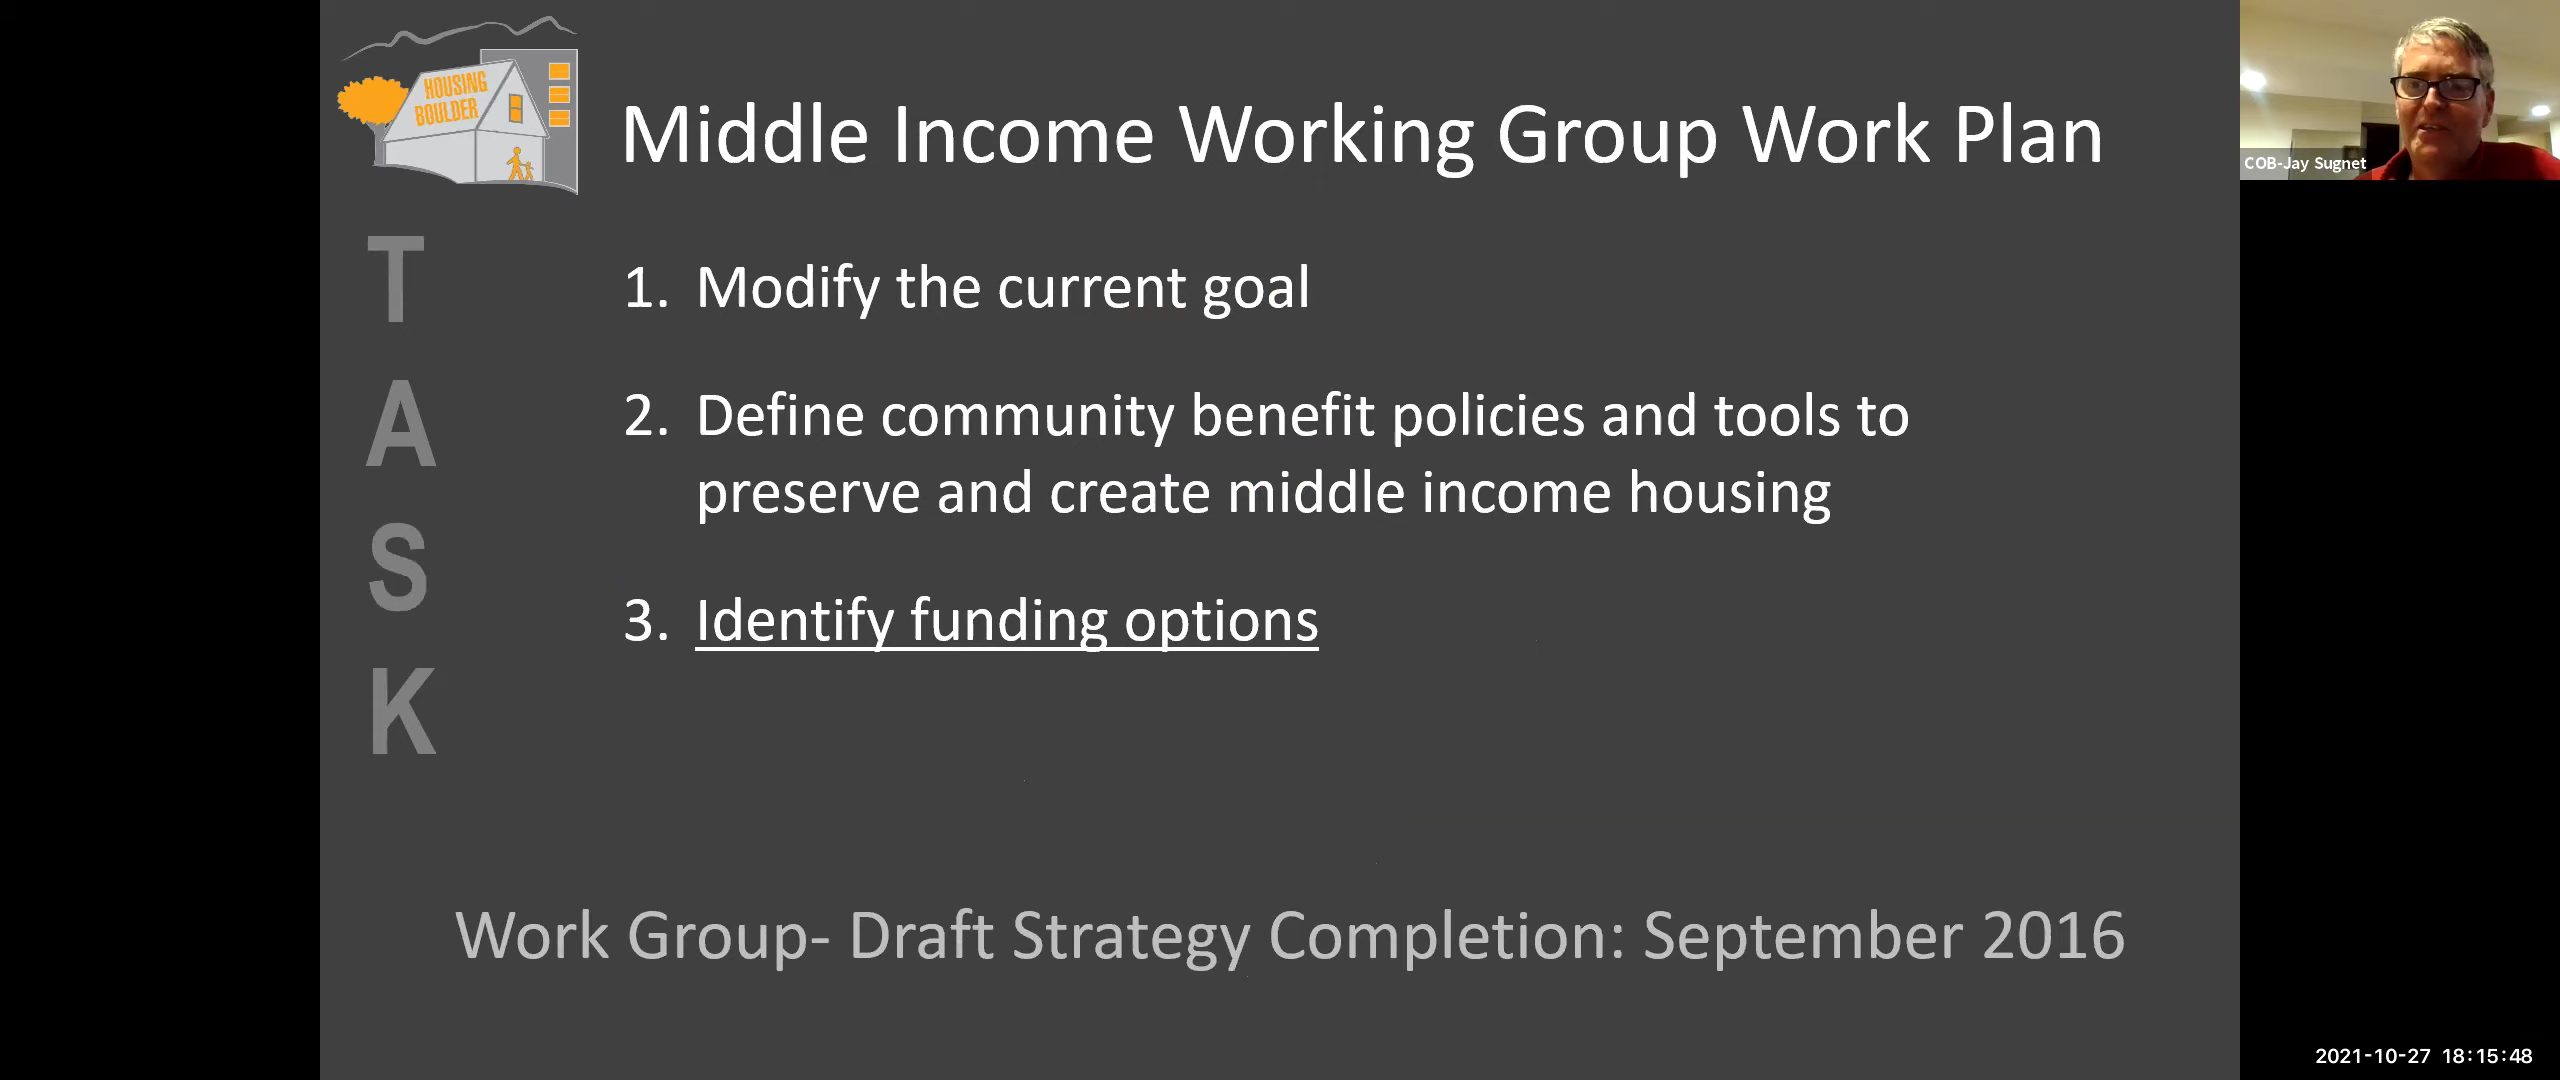 HOUSING
BOULDER
Middle Income Working Group Work Plan
COB-Jay Sugnet
T
A
S
K
1. Modify the current goal
2. Define community benefit policies and tools to
preserve and create middle income housing
3. Identify funding options
Work Group- Draft Strategy Completion: September 2016
2021-10-27 18:15:48